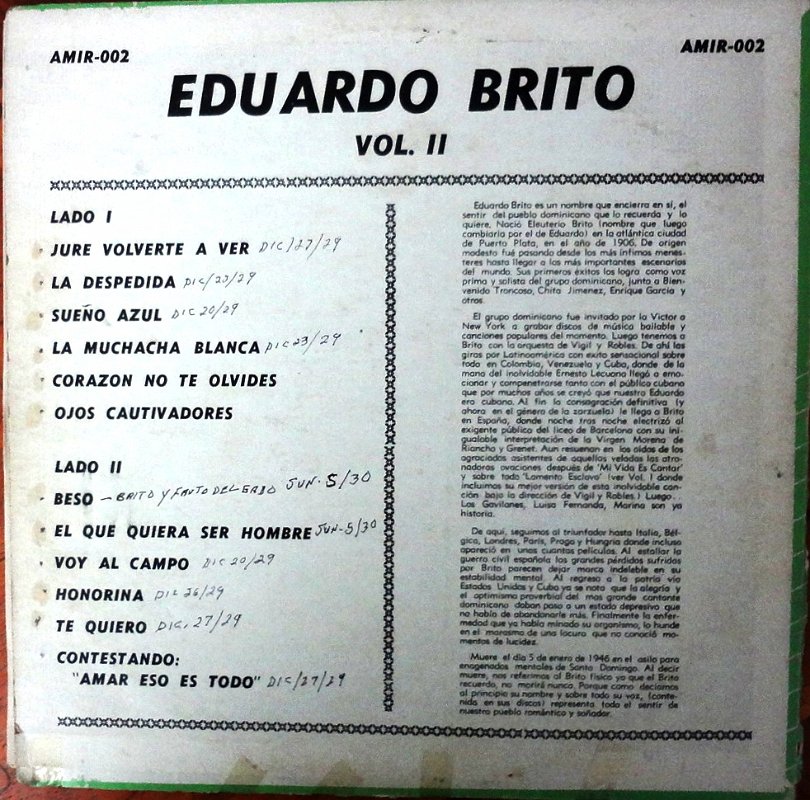 AMIR-002
AMIR-002
EDUARDO BRITO
VOL. II
LADO I
JURE VOLVERTE A VER DIC/27/29
LA DESPEDIDA DIC/23/29
SUEÑO AZUL DIC 20/29
LA MUCHACHA BLANCA DIC 23/29
CORAZON NO TE OLVIDES
OJOS CAUTIVADORES
LADO II
BESO - BRITO Y JUN-5/30
EL QUE QUIERA SER HOMBRE JUN-5/30
VOY AL CAMPO DIC 20/29
HONORINA DIC 26/29
TE QUIERO DIC. 27/29
CONTESTANDO:
"AMAR ESO ES TODO" DIC/27/29
Eduardo Brito es un nombre que encierra en sí, el
sentir del pueblo dominicano que lo recuerda y lo
quiere. Nació Eleuterio Brito (nombre que luego
cambiaría por el de Eduardo) en la atlántica ciudad
de Puerto Plata, en el año de 1906. De origen
modesto fué pasando desde los más ínfimos menes-
teres hasta llegar a los más importantes escenarios
del mundo. Sus primeros éxitos los logra como voz
prima y solista del grupo dominicano, junto a Bien-
venido Troncoso, Chita Jimenez, Enrique García y
otros.
El grupo dominicano fue invitado por la Victor a
New York a grabar discos de música bailable y
canciones populares del momento. Luego tenemos a
Brito con la orquesta de Vigil y Robles. De ahí las
giras por Latinoamérica con exito sensacional sobre
todo en Colombia, Venezuela y Cuba, donde de la
mano del inolvidable Ernesto Lecuona llegó a emo-
cionar y compenetrarse tanto con el público cubano
que por muchos años se creyó que nuestro Eduardo
era cubano. Al fin la consagración definitiva (y
ahora en el género de la zarzuela) le llega a Brito
en España, donde noche tras noche electrizó al
exigente público del liceo de Barcelona con su ini-
gualable interpretación de la Virgen Morena de
Riancho y Grenet. Aun resuenan en los oídos de los
agraciados asistentes de aquellas veladas las atro-
nadoras ovaciones después de 'Mi Vida Es Cantar'
y sobre todo 'Lamento Esclavo' (ver Vol. I donde
incluimos su mejor versión de esta inolvidable can-
ción bajo la dirección de Vigil y Robles.) Luego. .
Los Gavilanes, Luisa Fernanda, Marina son ya
historia.
De aquí, seguimos al triunfador hasta Italia, Bél-
gica, Londres, París, Praga y Hungría donde incluso
apareció en unas cuantas películas. Al estallar la
guerra civil española las grandes pérdidas sufridas
por Brito parecen dejar marca indeleble en su
estabilidad mental. Al regreso a la patria vía
Estados Unidos y Cuba ya se nota que la alegría y
el optimismo proverbial del mas grande cantante
dominicano daban paso a un estado depresivo que
no había de abandonarle más. Finalmente la enfer-
medad que ya había minado su organismo, lo hunde
en el marasmo de una locura que no conoció mo-
mentos de lucidez.
Muere el día 5 de enero de 1946 en el asilo para
enagenados mentales de Santo Domingo. Al decir
muere, nos referimos al Brito físico ya que el Brito
recuerdo, no morirá nunca. Porque como decíamos
al principio su nombre y sobre todo su voz, (conte-
nida en sus discos) representa todo el sentir de
nuestro pueblo romántico y soñador.